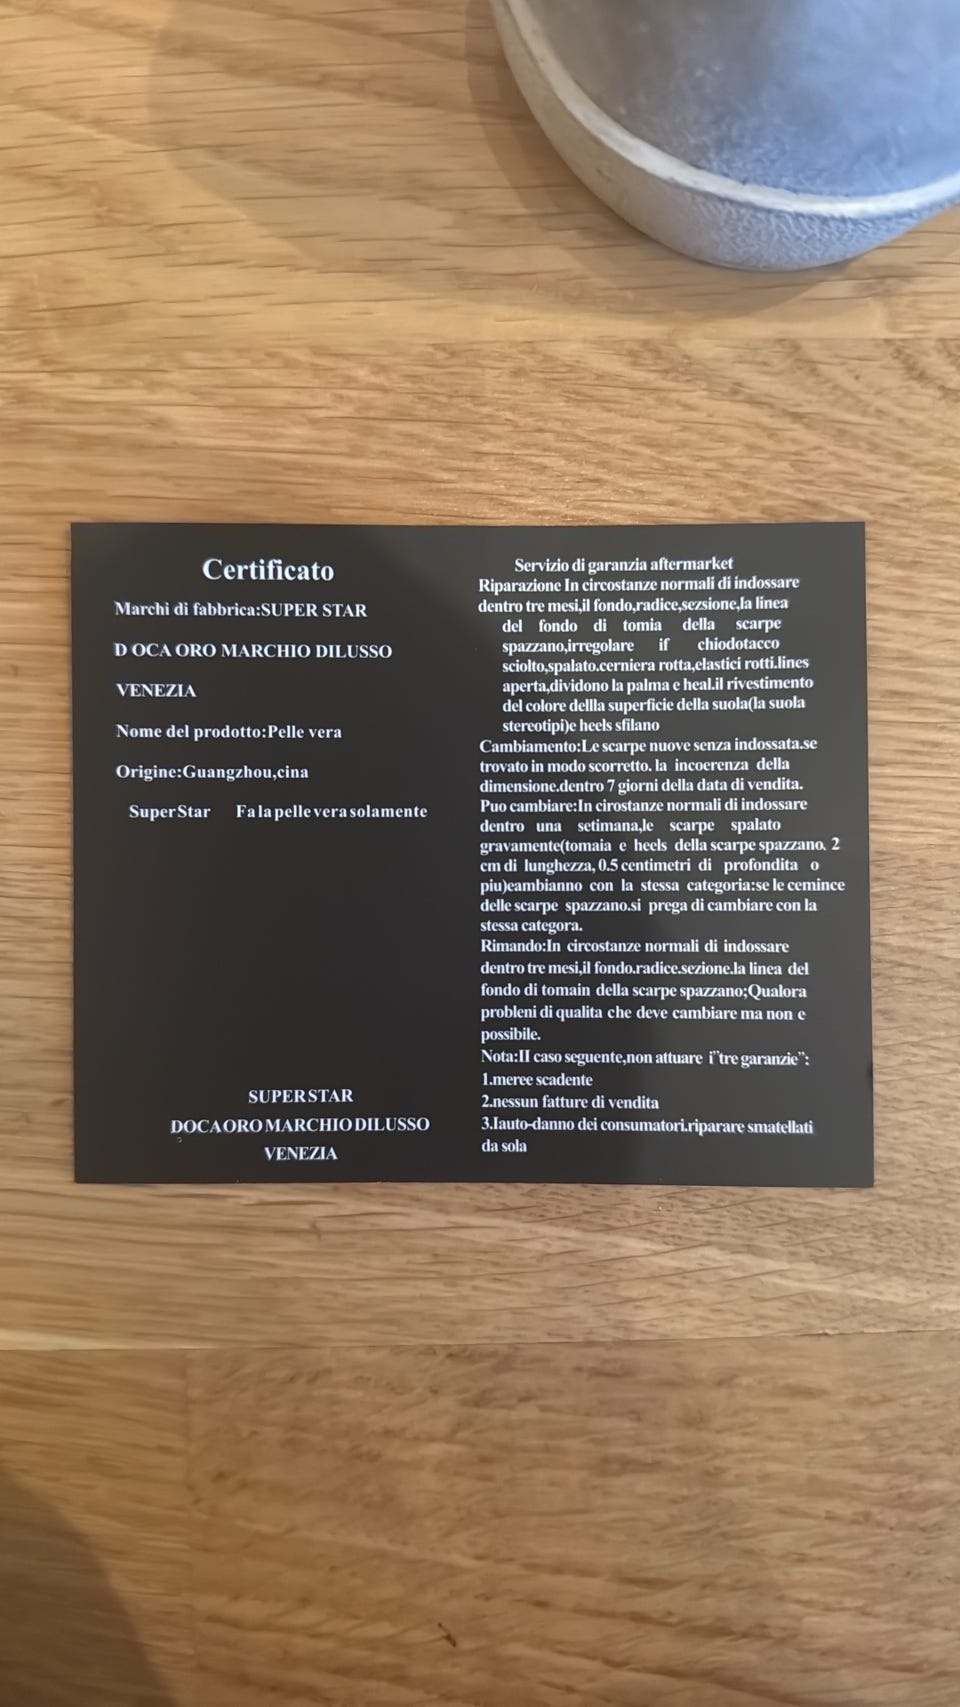 Certificato
Marchi di fabbrica:SUPER STAR
D OCA ORO MARCHIO DILUSSO
VENEZIA
Nome del prodotto:Pelle vera
Origine:Guangzhou,cina
SuperStar Fa la pelle vera solamente
SUPER STAR
DOCA ORO MARCHIO DILUSSO
VENEZIA
Servizio di garanzia aftermarket
Riparazione In circostanze normali di indossare
dentro tre mesi,il fondo,radice,sezsione,la linea
del fondo di tomia della scarpe
spazzano,irregolare if chiodotacco
sciolto,spalato.cerniera rotta,elastici rotti.lines
aperta,dividono la palma e heal.il rivestimento
del colore dellla superficie della suola(la suola
stereotipi)e heels sfilano
Cambiamento:Le scarpe nuove senza indossata.se
trovato in modo scorretto. la incoerenza della
dimensione.dentro 7 giorni della data di vendita.
Puo cambiare:In cirostanze normali di indossare
dentro una setimana,le scarpe spalato
gravamente(tomaia e heels della scarpe spazzano. 2
cm di lunghezza, 0.5 centimetri di profondita o
piu)eambianno con la stessa categoria:se le cemince
delle scarpe spazzano.si prega di cambiare con la
stessa categora.
Rimando:In circostanze normali di indossare
dentro tre mesi,il fondo.radice.sezione.la linea del
fondo di tomain della scarpe spazzano;Qualora
probleni di qualita che deve cambiare ma non e
possibile.
Nota:II caso seguente,non attuare i"tre garanzie":
1.meree scadente
2.nessun fatture di vendita
3.Iauto-danno dei consumatori.riparare smatellati
da sola